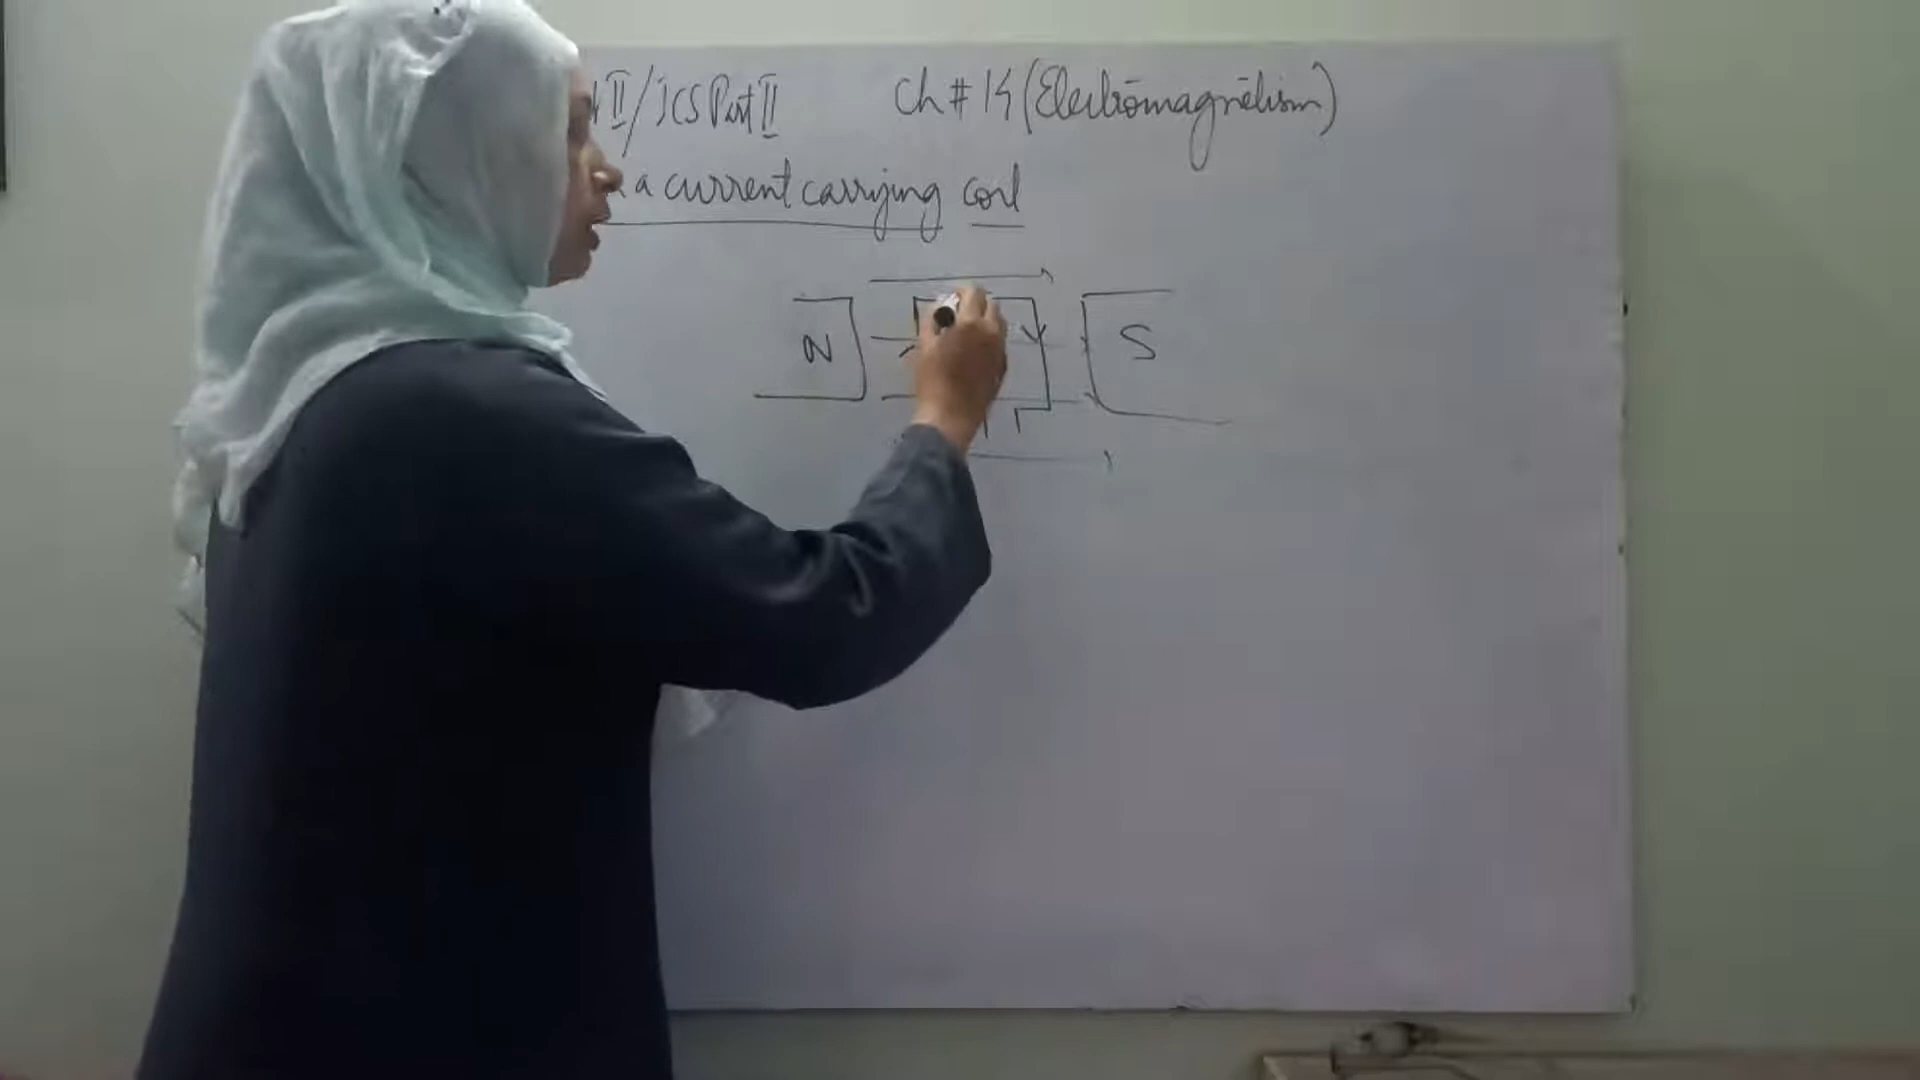 II/ICS Part II Ch # 14 (Electromagnetism)
a current carrying coil
N S